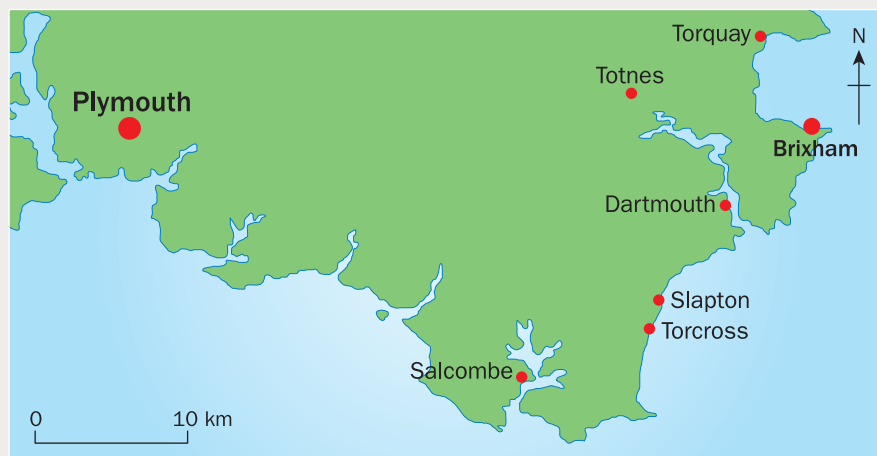 Torquay
N
Totnes
Plymouth
Brixham
Dartmouth
Slapton
Torcross
Salcombe
0 10 km